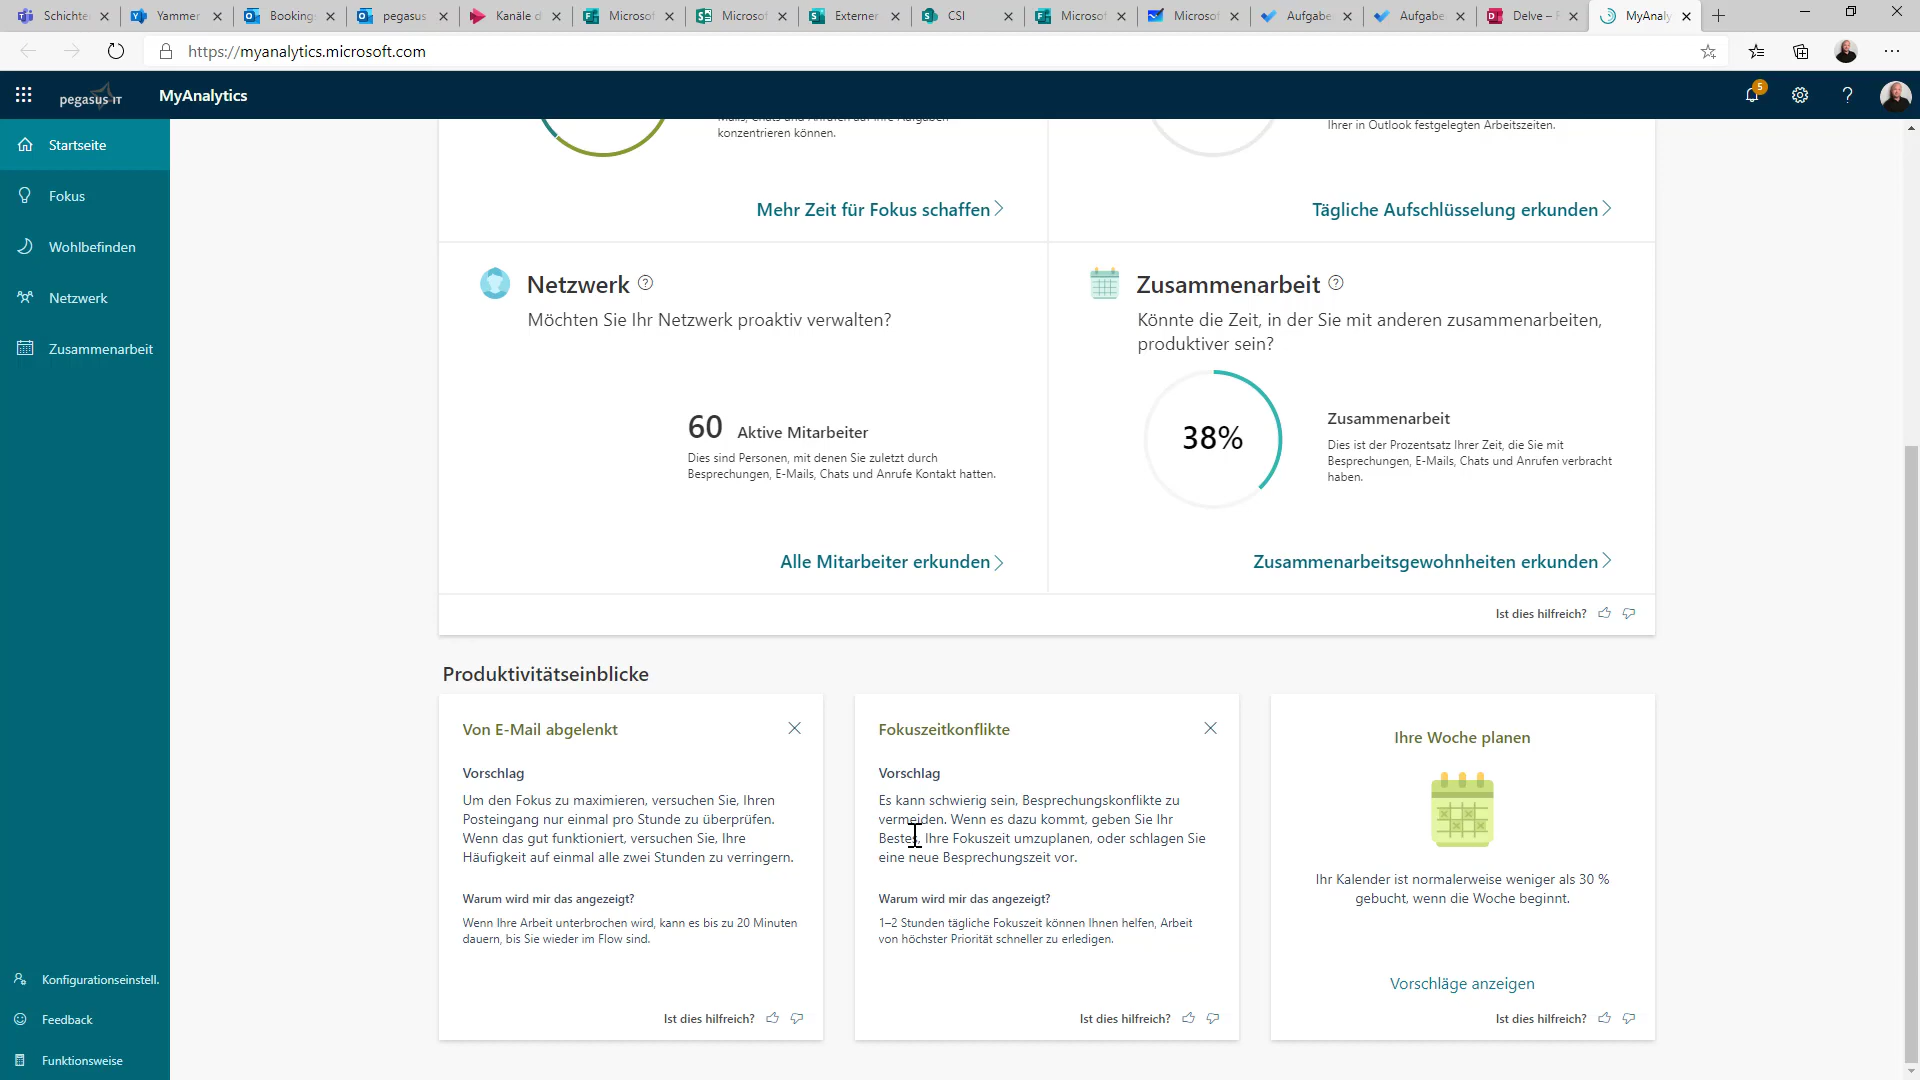 Schichte
Yammer
Booking
pegasus
Kanäle d
Microsof
Microsof
Externer
CSI
Microsof
Microsof
Aufgabe
Aufgabe
Delve –
MyAnaly
https://myanalytics.microsoft.com
pegasus IT
MyAnalytics
5
Startseite
Fokus
Wohlbefinden
Netzwerk
Zusammenarbeit
Konfigurationseinstell.
Feedback
Funktionsweise
konzentrieren können.
Mehr Zeit für Fokus schaffen
Ihrer in Outlook festgelegten Arbeitszeiten.
Tägliche Aufschlüsselung erkunden
Netzwerk
Möchten Sie Ihr Netzwerk proaktiv verwalten?
60 Aktive Mitarbeiter
Dies sind Personen, mit denen Sie zuletzt durch
Besprechungen, E-Mails, Chats und Anrufe Kontakt hatten.
Alle Mitarbeiter erkunden
Zusammenarbeit
Könnte die Zeit, in der Sie mit anderen zusammenarbeiten,
produktiver sein?
38%
Zusammenarbeit
Dies ist der Prozentsatz Ihrer Zeit, die Sie mit
Besprechungen, E-Mails, Chats und Anrufen verbracht
haben.
Zusammenarbeitsgewohnheiten erkunden
Ist dies hilfreich?
Produktivitätseinblicke
Von E-Mail abgelenkt
Vorschlag
Um den Fokus zu maximieren, versuchen Sie, Ihren
Posteingang nur einmal pro Stunde zu überprüfen.
Wenn das gut funktioniert, versuchen Sie, Ihre
Häufigkeit auf einmal alle zwei Stunden zu verringern.
Warum wird mir das angezeigt?
Wenn Ihre Arbeit unterbrochen wird, kann es bis zu 20 Minuten
dauern, bis Sie wieder im Flow sind.
Ist dies hilfreich?
Fokuszeitkonflikte
Vorschlag
Es kann schwierig sein, Besprechungskonflikte zu
vermeiden. Wenn es dazu kommt, geben Sie Ihr
Bestes, Ihre Fokuszeit umzuplanen, oder schlagen Sie
eine neue Besprechungszeit vor.
Warum wird mir das angezeigt?
1–2 Stunden tägliche Fokuszeit können Ihnen helfen, Arbeit
von höchster Priorität schneller zu erledigen.
Ist dies hilfreich?
Ihre Woche planen
Ihr Kalender ist normalerweise weniger als 30 %
gebucht, wenn die Woche beginnt.
Vorschläge anzeigen
Ist dies hilfreich?